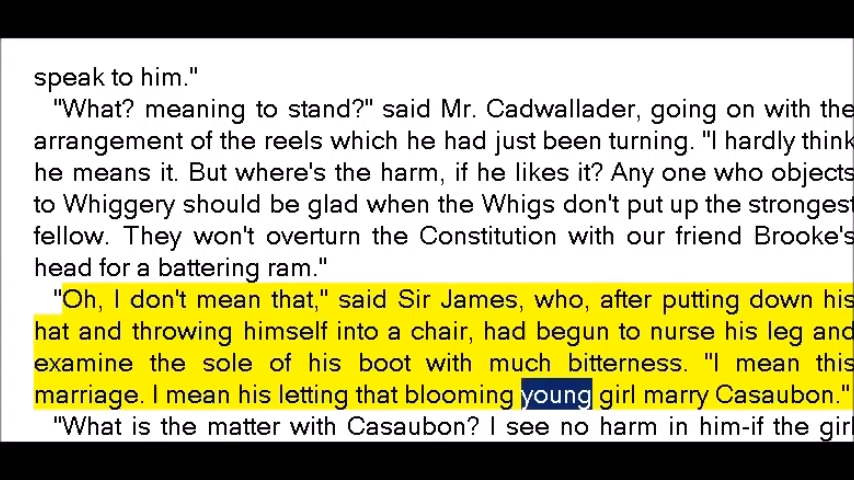 speak to him."
"What? meaning to stand?" said Mr. Cadwallader, going on with the
arrangement of the reels which he had just been turning. "I hardly think
he means it. But where's the harm, if he likes it? Any one who objects
to Whiggery should be glad when the Whigs don't put up the strongest
fellow. They won't overturn the Constitution with our friend Brooke's
head for a battering ram."
"Oh, I don't mean that," said Sir James, who, after putting down his
hat and throwing himself into a chair, had begun to nurse his leg and
examine the sole of his boot with much bitterness. "I mean this
marriage. I mean his letting that blooming young girl marry Casaubon."
"What is the matter with Casaubon? I see no harm in him-if the girl